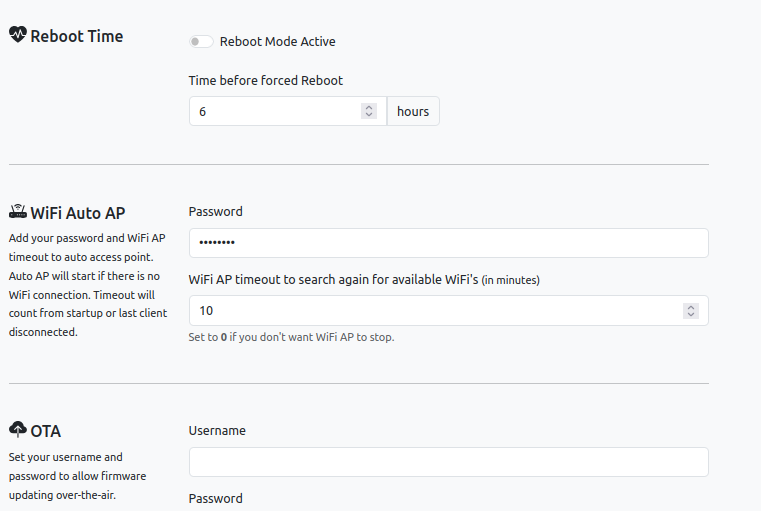 Reboot Time
Reboot Mode Active
Time before forced Reboot
6 hours
WiFi Auto AP
Add your password and WiFi AP
timeout to auto access point.
Auto AP will start if there is no
WiFi connection. Timeout will
count from startup or last client
disconnected.
Password
••••••••
WiFi AP timeout to search again for available WiFi's (in minutes)
10
Set to 0 if you don't want WiFi AP to stop.
OTA
Set your username and
password to allow firmware
updating over-the-air.
Username
Password